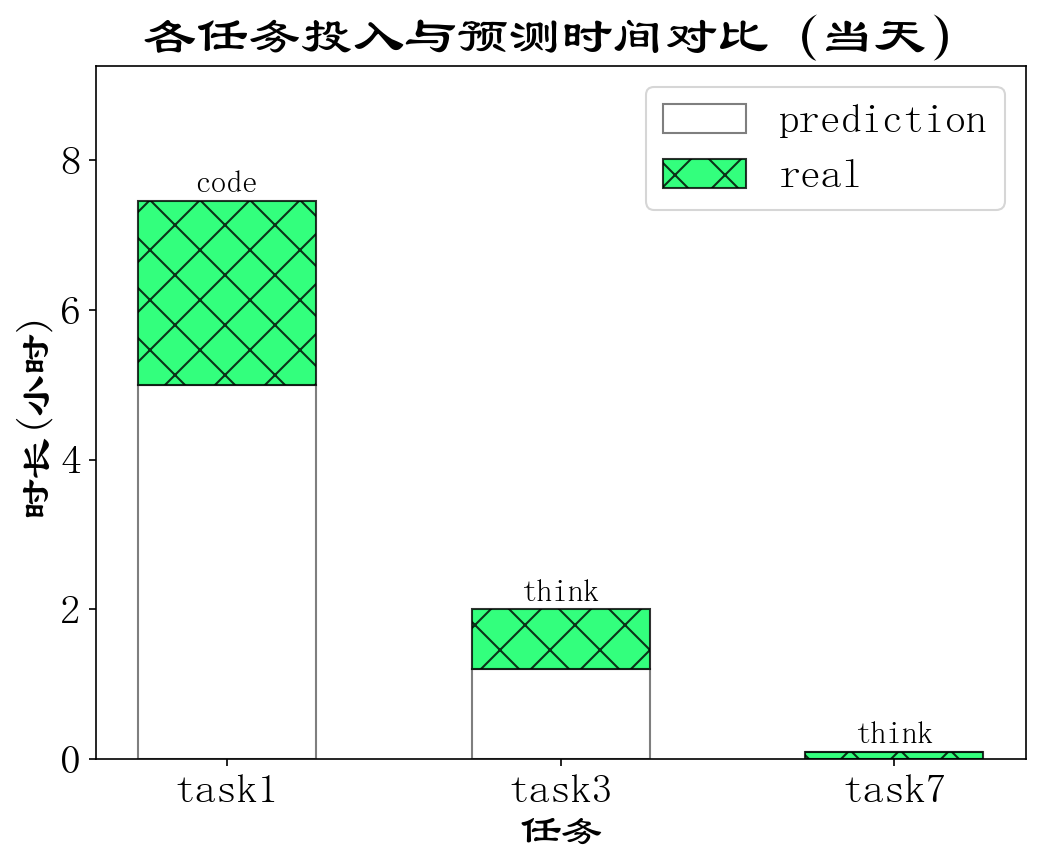 各任务投入与预测时间对比 (当天)
prediction
real
8
6
4
2
0
时长(小时)
code
think
think
task1
task3
task7
任务